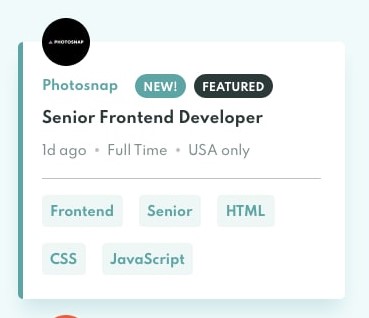 PHOTOSNAP
Photosnap NEW! FEATURED
Senior Frontend Developer
1d ago • Full Time • USA only
Frontend Senior HTML
CSS JavaScript